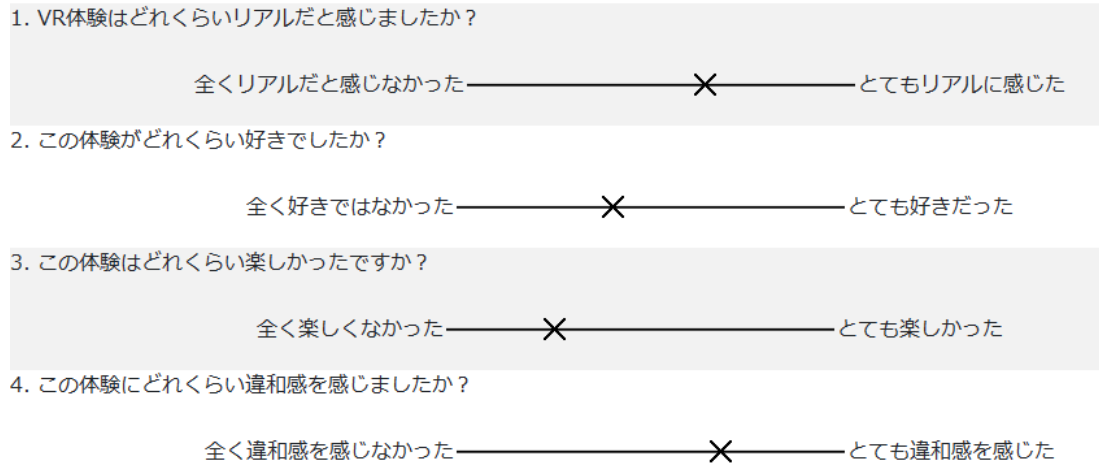 1. VR体験はどれくらいリアルだと感じましたか？
全くリアルだと感じなかった とてもリアルに感じた
2. この体験がどれくらい好きでしたか？
全く好きではなかった とても好きだった
3. この体験はどれくらい楽しかったですか？
全く楽しくなかった とても楽しかった
4. この体験にどれくらい違和感を感じましたか？
全く違和感を感じなかった とても違和感を感じた